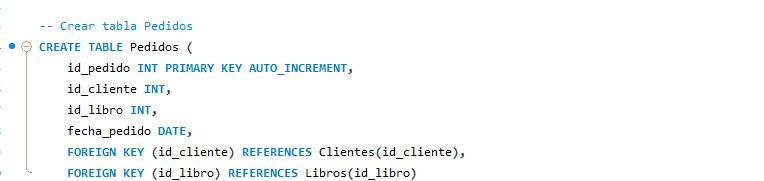 -- Crear tabla Pedidos
CREATE TABLE Pedidos (
id_pedido INT PRIMARY KEY AUTO_INCREMENT,
id_cliente INT,
id_libro INT,
fecha_pedido DATE,
FOREIGN KEY (id_cliente) REFERENCES Clientes(id_cliente),
FOREIGN KEY (id_libro) REFERENCES Libros(id_libro)